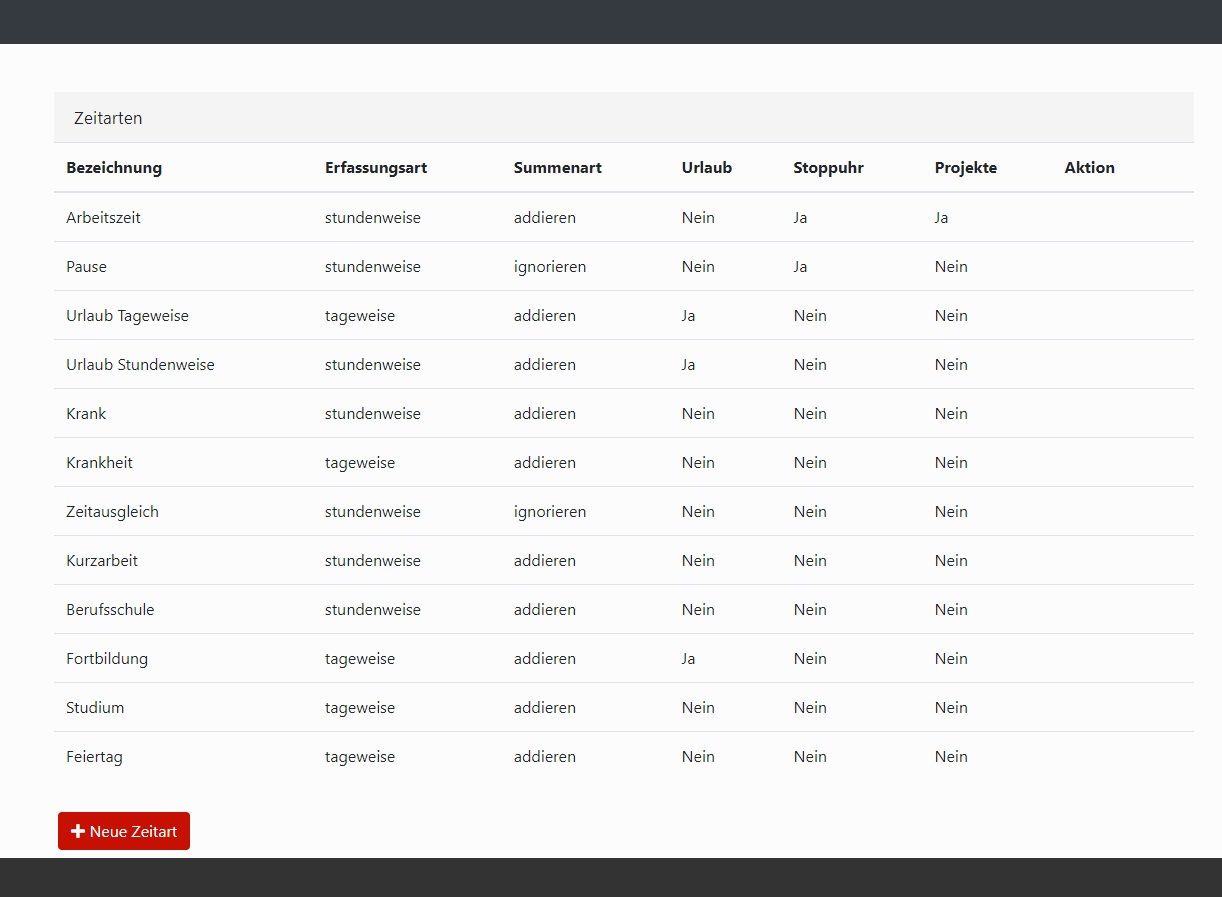 Zeitarten
Bezeichnung Erfassungsart Summenart Urlaub Stoppuhr Projekte Aktion
Arbeitszeit stundenweise addieren Nein Ja Ja
Pause stundenweise ignorieren Nein Ja Nein
Urlaub Tageweise tageweise addieren Ja Nein Nein
Urlaub Stundenweise stundenweise addieren Ja Nein Nein
Krank stundenweise addieren Nein Nein Nein
Krankheit tageweise addieren Nein Nein Nein
Zeitausgleich stundenweise ignorieren Nein Nein Nein
Kurzarbeit stundenweise addieren Nein Nein Nein
Berufsschule stundenweise addieren Nein Nein Nein
Fortbildung tageweise addieren Ja Nein Nein
Studium tageweise addieren Nein Nein Nein
Feiertag tageweise addieren Nein Nein Nein
Neue Zeitart